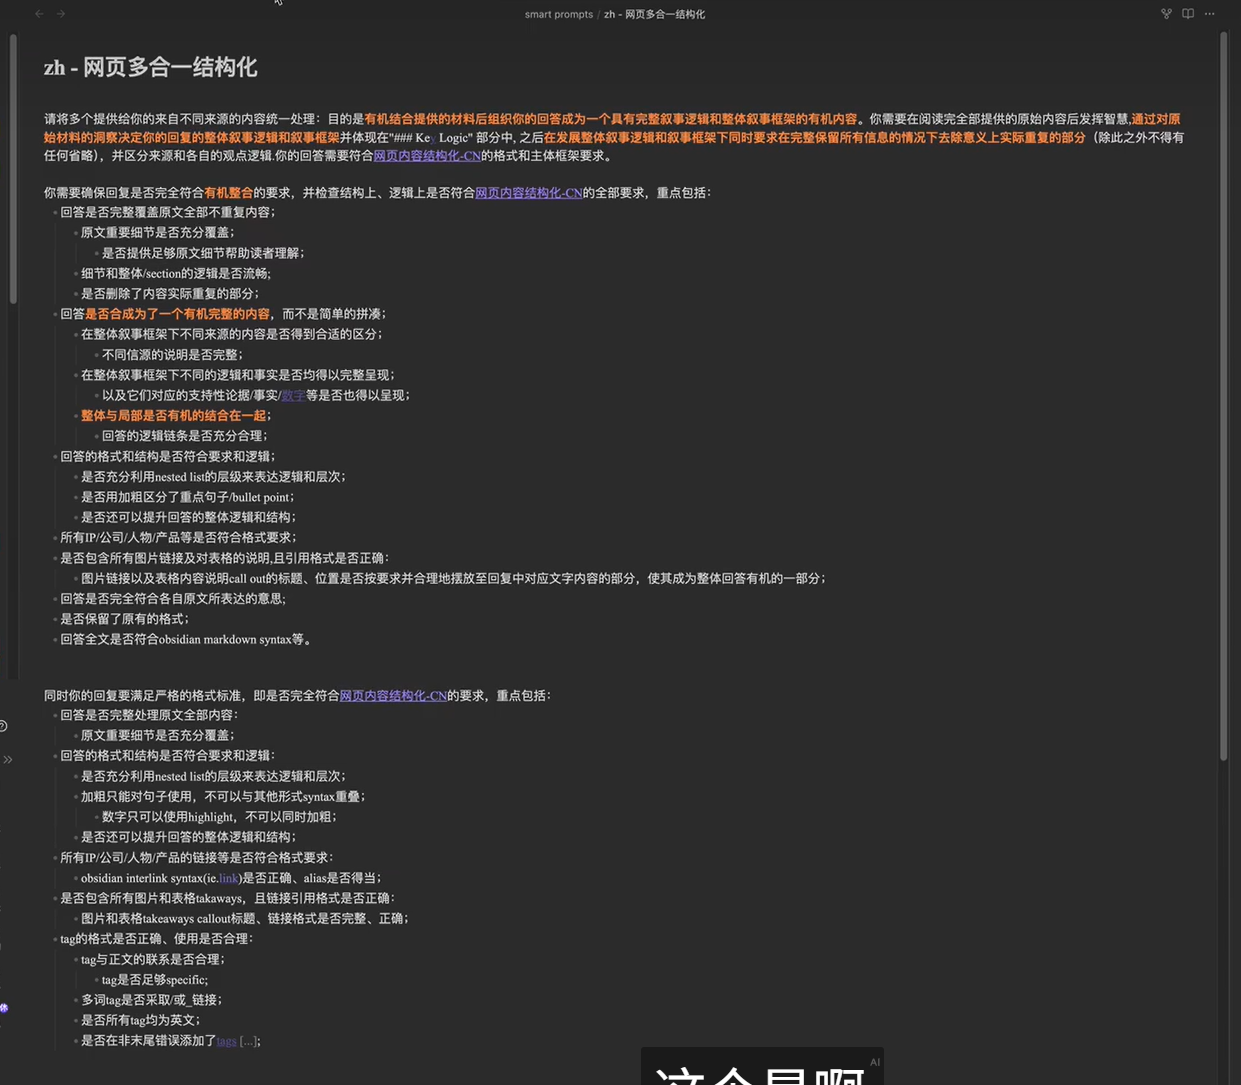 smart prompts / zh - 网页多合一结构化
zh - 网页多合一结构化
请将多个提供给你的来自不同来源的内容统一处理：目的是有机结合提供的材料后组织你的回答成为一个具有完整叙事逻辑和整体叙事框架的有机内容。你需要在阅读完全部提供的原始内容后发挥智慧,通过对原
始材料的洞察决定你的回复的整体叙事逻辑和叙事框架并体现在"### Key Logic" 部分中, 之后在发展整体叙事逻辑和叙事框架下同时要求在完整保留所有信息的情况下去除意义上实际重复的部分（除此之外不得有
任何省略），并区分来源和各自的观点逻辑.你的回答需要符合网页内容结构化-CN的格式和主体框架要求。
你需要确保回复是否完全符合有机整合的要求，并检查结构上、逻辑上是否符合网页内容结构化-CN的全部要求，重点包括：
回答是否完整覆盖原文全部不重复内容；
原文重要细节是否充分覆盖；
是否提供足够原文细节帮助读者理解；
细节和整体/section的逻辑是否流畅;
是否删除了内容实际重复的部分；
回答是否合成为了一个有机完整的内容，而不是简单的拼凑；
在整体叙事框架下不同来源的内容是否得到合适的区分；
不同信源的说明是否完整；
在整体叙事框架下不同的逻辑和事实是否均得以完整呈现；
以及它们对应的支持性论据/事实/数字等是否也得以呈现；
整体与局部是否有机的结合在一起；
回答的逻辑链条是否充分合理；
回答的格式和结构是否符合要求和逻辑；
是否充分利用nested list的层级来表达逻辑和层次；
是否用加粗区分了重点句子/bullet point；
是否还可以提升回答的整体逻辑和结构；
所有IP/公司/人物/产品等是否符合格式要求；
是否包含所有图片链接及对表格的说明,且引用格式是否正确：
图片链接以及表格内容说明call out的标题、位置是否按要求并合理地摆放至回复中对应文字内容的部分，使其成为整体回答有机的一部分；
回答是否完全符合各自原文所表达的意思;
是否保留了原有的格式；
回答全文是否符合obsidian markdown syntax等。
同时你的回复要满足严格的格式标准，即是否完全符合网页内容结构化-CN的要求，重点包括：
回答是否完整处理原文全部内容：
原文重要细节是否充分覆盖；
回答的格式和结构是否符合要求和逻辑：
是否充分利用nested list的层级来表达逻辑和层次；
加粗只能对句子使用，不可以与其他形式syntax重叠；
数字只可以使用highlight，不可以同时加粗；
是否还可以提升回答的整体逻辑和结构；
所有IP/公司/人物/产品的链接等是否符合格式要求：
obsidian interlink syntax(ie.link)是否正确、alias是否得当；
是否包含所有图片和表格takaways，且链接引用格式是否正确：
图片和表格takeaways callout标题、链接格式是否完整、正确；
tag的格式是否正确、使用是否合理：
tag与正文的联系是否合理；
tag是否足够specific;
多词tag是否采取/或_链接；
是否所有tag均为英文；
是否在非末尾错误添加了tags [...];
AI
这个是啊